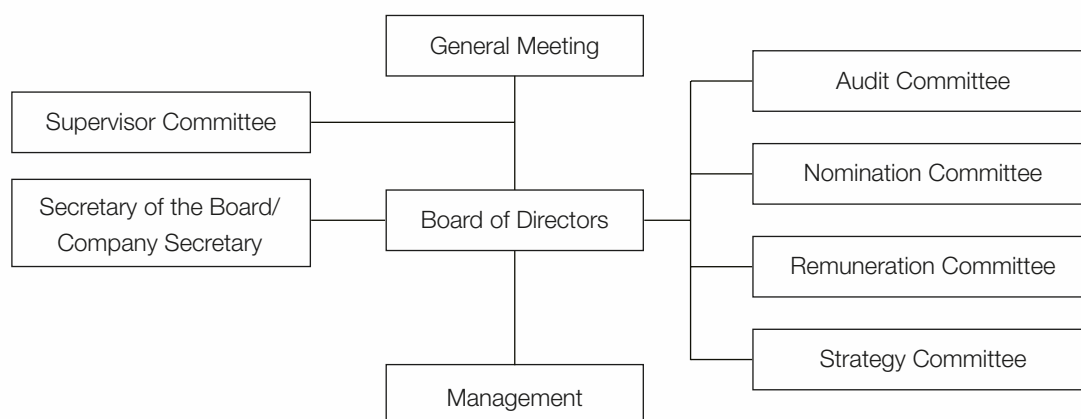 General Meeting
Audit Committee
Supervisor Committee
Nomination Committee
Secretary of the Board/
Company Secretary
Board of Directors
Remuneration Committee
Strategy Committee
Management